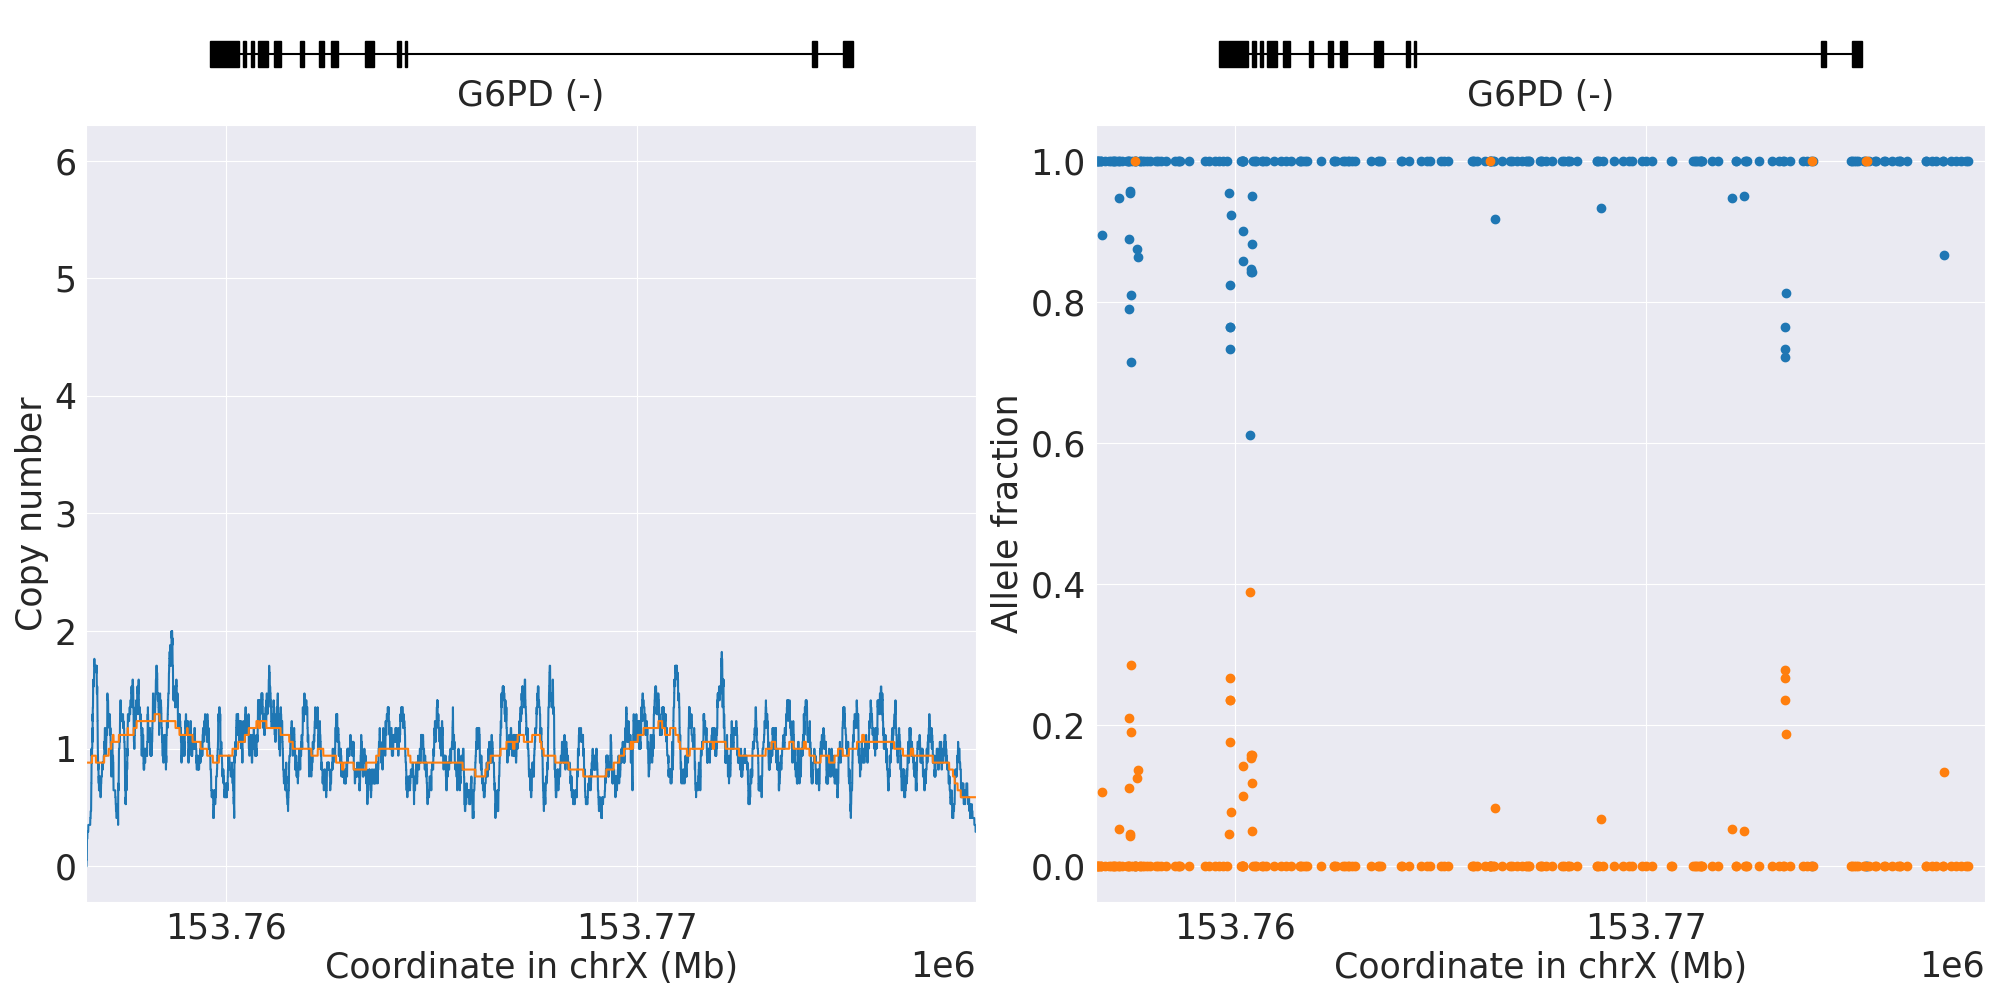 G6PD (-)
G6PD (-)
Copy number
6
5
4
3
2
1
0
153.76
153.77
Coordinate in chrX (Mb)
1e6
Allele fraction
1.0
0.8
0.6
0.4
0.2
0.0
153.76
153.77
Coordinate in chrX (Mb)
1e6